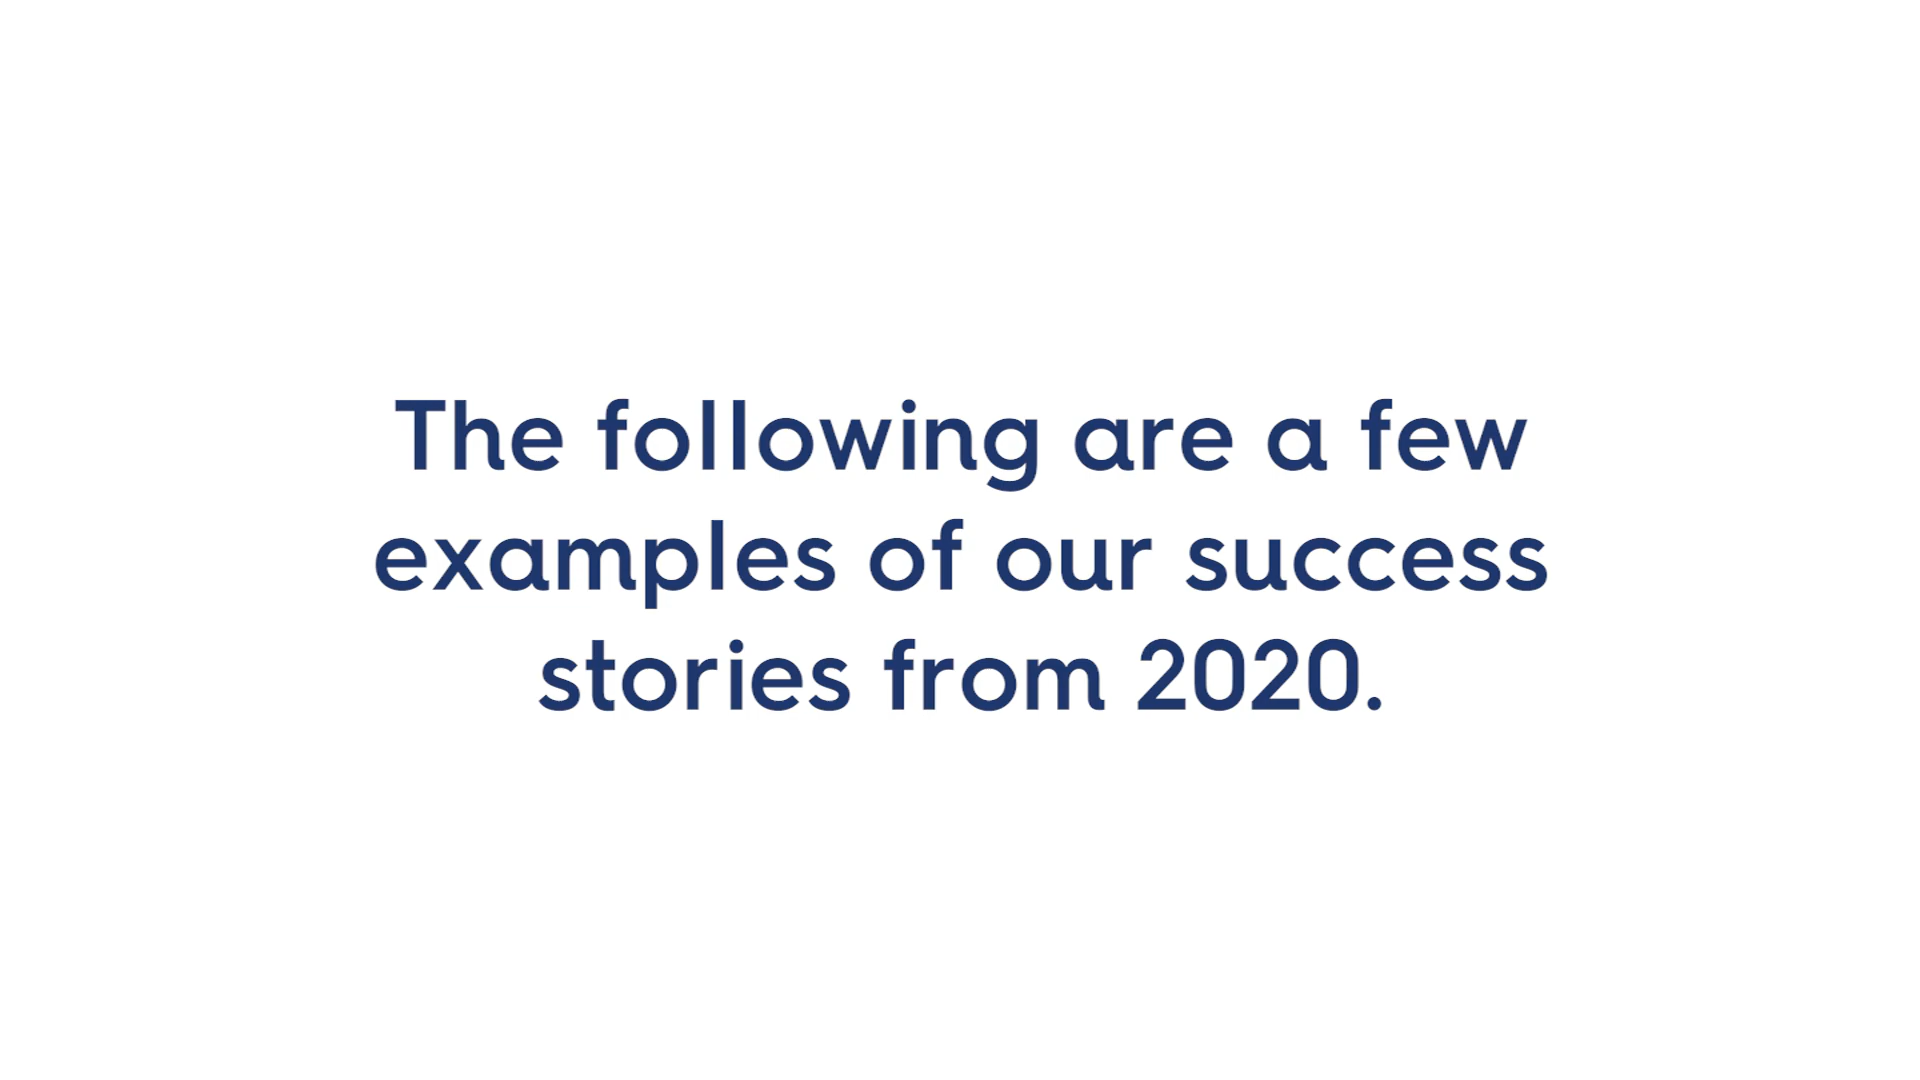 The following are a few
examples of our success
stories from 2020.